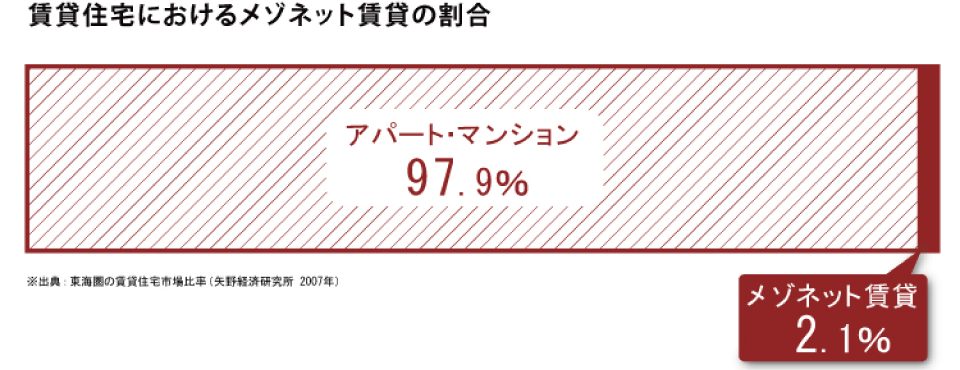 賃貸住宅におけるメゾネット賃貸の割合
アパート・マンション
97.9%
※出典:東海圏の賃貸住宅市場比率(矢野経済研究所 2007年)
メゾネット賃貸
2.1%